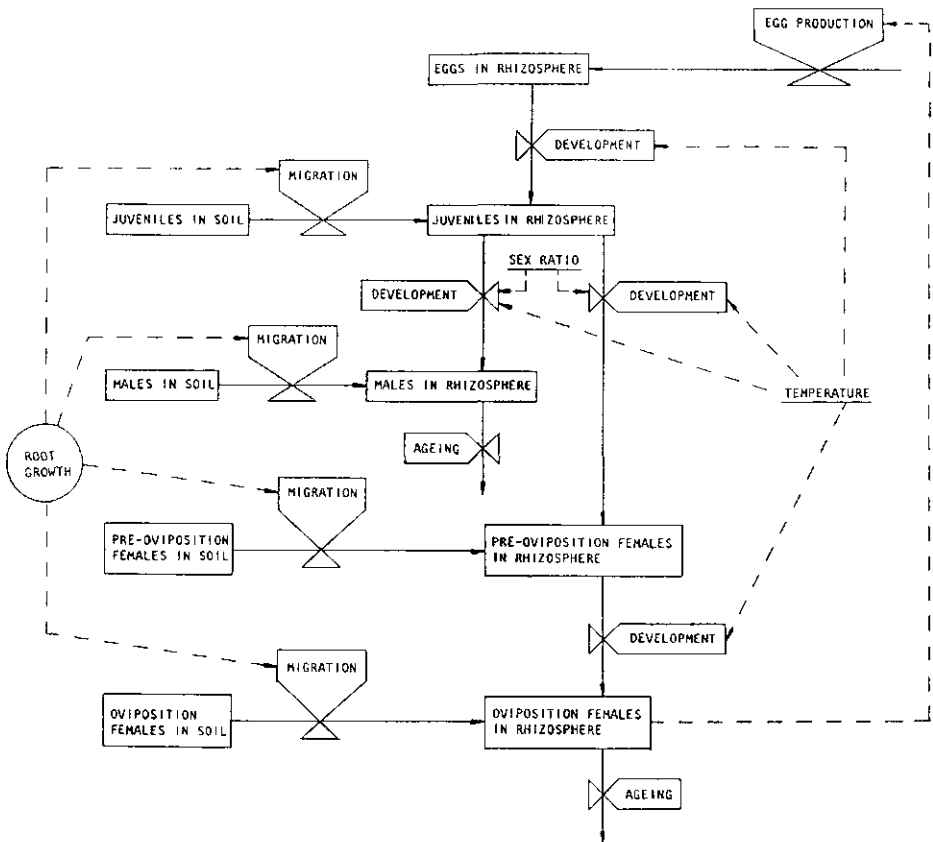 EGG PRODUCTION
EGGS IN RHIZOSPHERE
DEVELOPMENT
MIGRATION
JUVENILES IN SOIL
JUVENILES IN RHIZOSPHERE
SEX RATIO
DEVELOPMENT
DEVELOPMENT
MIGRATION
MALES IN SOIL
MALES IN RHIZOSPHERE
TEMPERATURE
AGEING
ROOT
GROWTH
MIGRATION
PRE-OVIPOSITION
FEMALES IN SOIL
PRE-OVIPOSITION FEMALES
IN RHIZOSPHERE
DEVELOPMENT
MIGRATION
OVIPOSITION
FEMALES IN SOIL
OVIPOSITION FEMALES
IN RHIZOSPHERE
AGEING